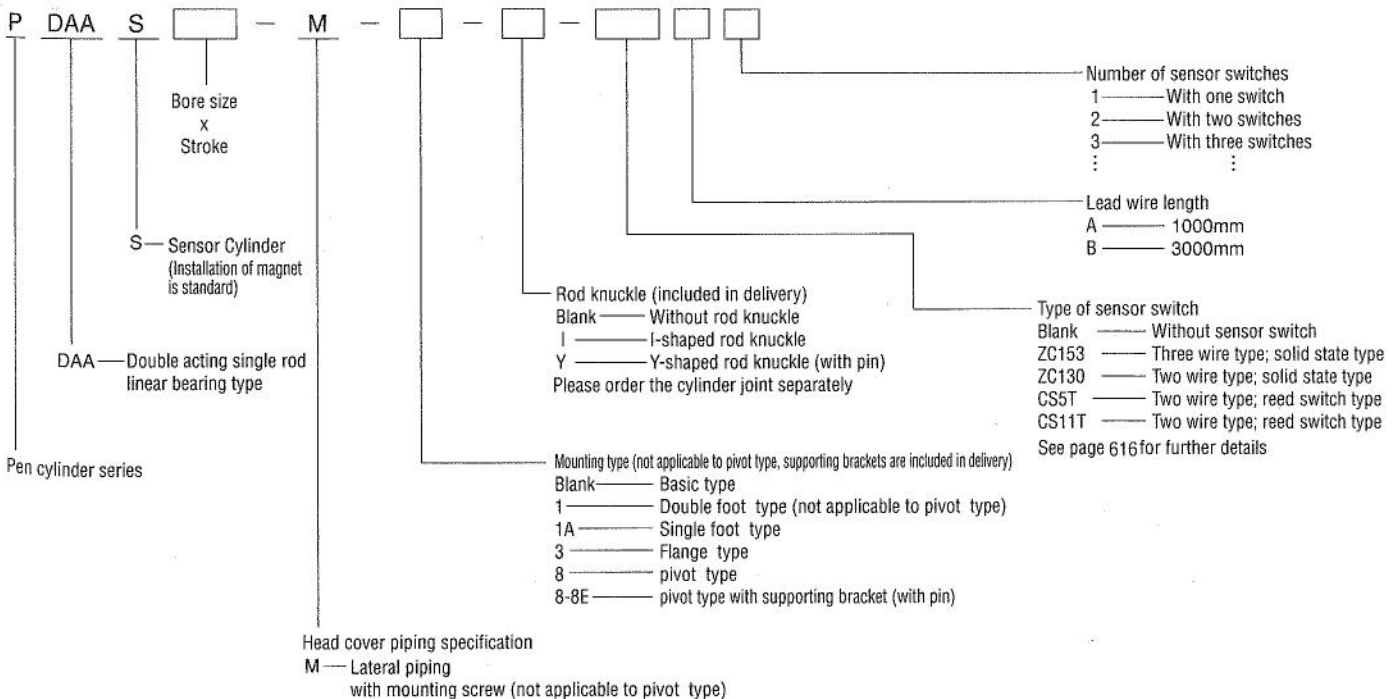 P DAA S - M - - -
Bore size
x
Stroke
S Sensor Cylinder
(Installation of magnet
is standard)
DAA Double acting single rod
linear bearing type
Pen cylinder series
Number of sensor switches
1 With one switch
2 With two switches
3 With three switches
⋮ ⋮
Lead wire length
A 1000mm
B 3000mm
Type of sensor switch
Blank Without sensor switch
ZC153 Three wire type; solid state type
ZC130 Two wire type; solid state type
CS5T Two wire type; reed switch type
CS11T Two wire type; reed switch type
See page 616 for further details
Rod knuckle (included in delivery)
Blank Without rod knuckle
I I-shaped rod knuckle
Y Y-shaped rod knuckle (with pin)
Please order the cylinder joint separately
Mounting type (not applicable to pivot type, supporting brackets are included in delivery)
Blank Basic type
1 Double foot type (not applicable to pivot type)
1A Single foot type
3 Flange type
8 pivot type
8-8E pivot type with supporting bracket (with pin)
Head cover piping specification
M Lateral piping
with mounting screw (not applicable to pivot type)